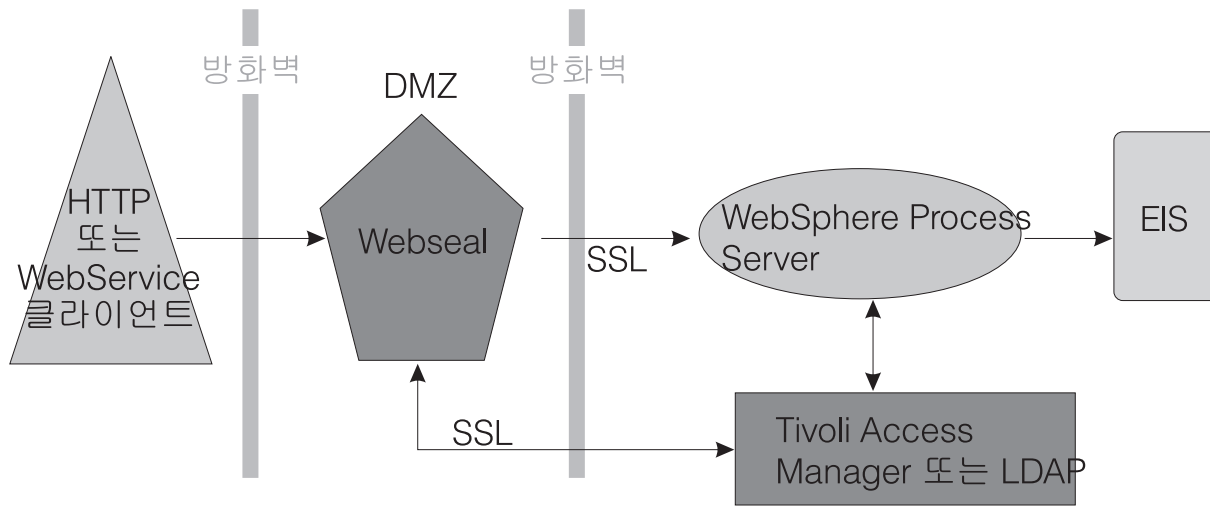 방화벽
방화벽
DMZ
HTTP
또는
WebService
클라이언트
Webseal
SSL
WebSphere Process
Server
EIS
SSL
Tivoli Access
Manager 또는 LDAP